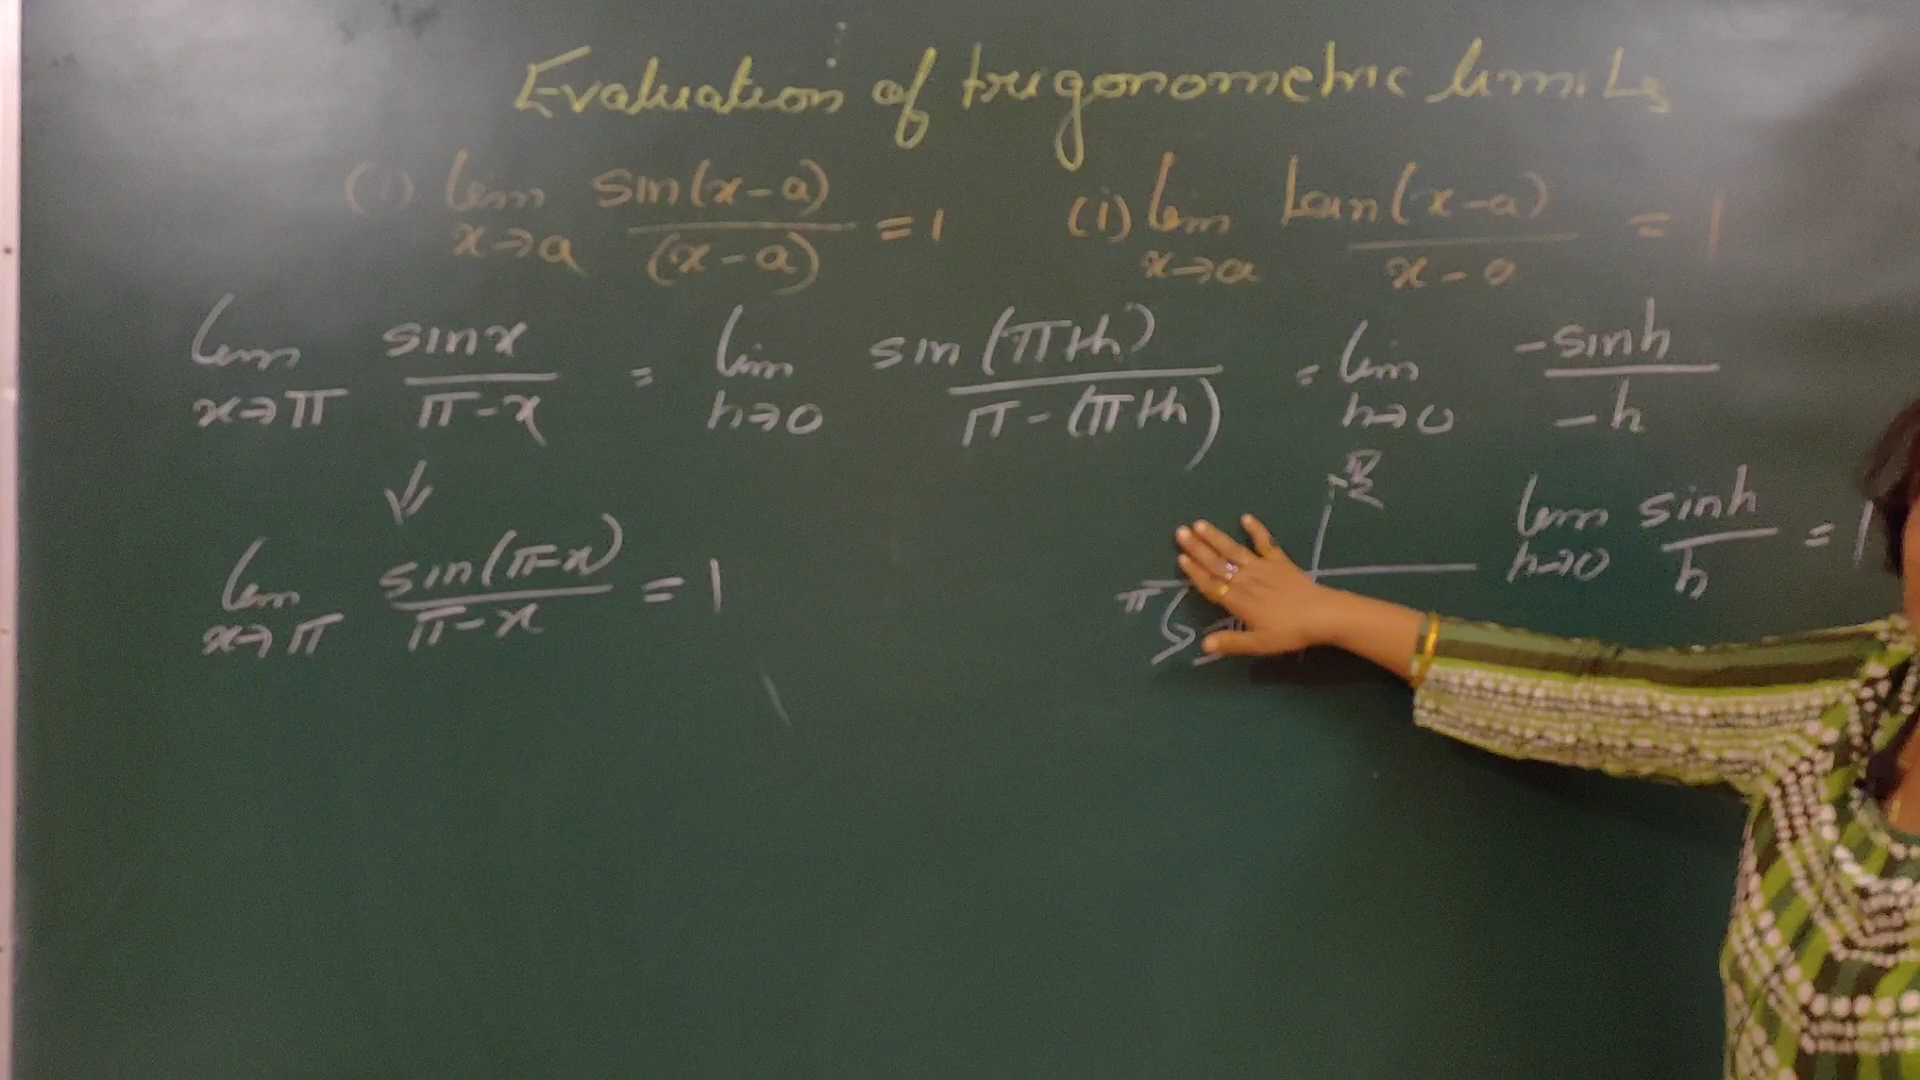 Evaluation of trigonometric limits
(i) lim x→a sin(x-a)/(x-a) = 1 (i) lim x→a tan(x-a)/x-a = 1
lim x→π sinx/π-x = lim h→0 sin(π+h)/π-(π+h) = lim h→0 -sinh/-h
π/2
lim h→0 sinh/h = 1
lim x→π sin(π-x)/π-x = 1
π